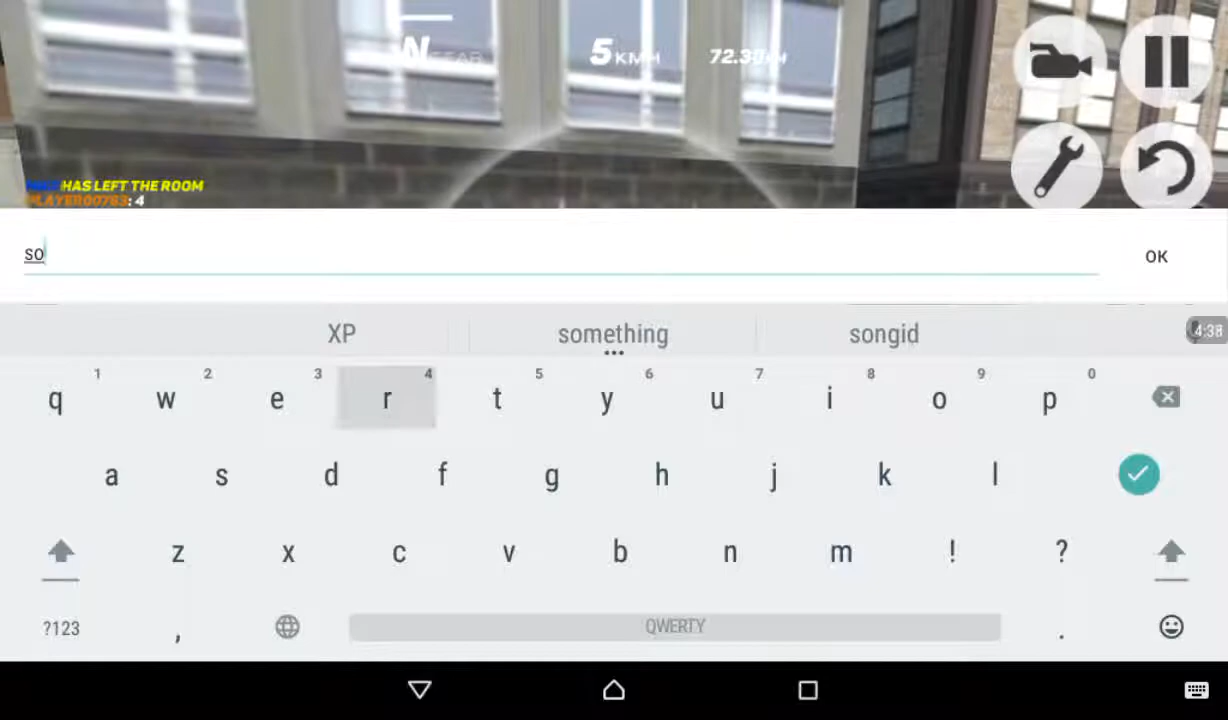 N
5 KMH
HAS LEFT THE ROOM
PLAYER00763: 4
so
OK
XP something songid
4:38
1 2 3 4 5 6 7 8 9 0
q w e r t y u i o p
a s d f g h j k l
z x c v b n m ! ?
?123 , QWERTY .